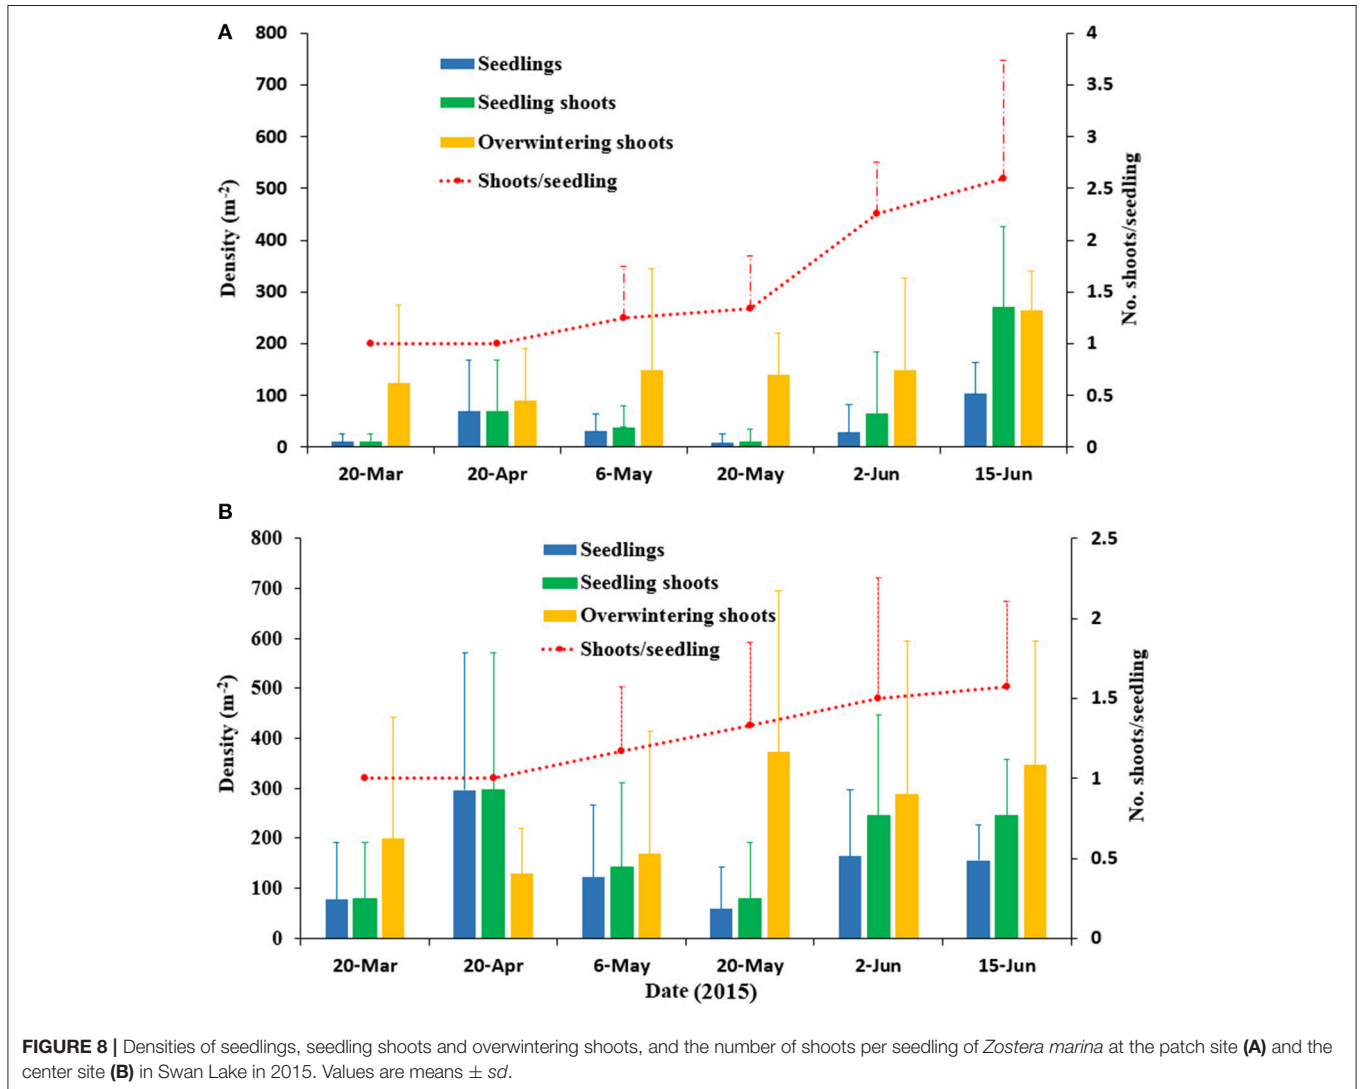 A
800
700
600
500
400
300
200
100
0
Density (m-2)
Seedlings
Seedling shoots
Overwintering shoots
Shoots/seedling
4
3.5
3
2.5
2
1.5
1
0.5
0
No. shoots/seedling
20-Mar 20-Apr 6-May 20-May 2-Jun 15-Jun
B
800
700
600
500
400
300
200
100
0
Density (m-2)
Seedlings
Seedling shoots
Overwintering shoots
Shoots/seedling
2.5
2
1.5
1
0.5
0
No. shoots/seedling
20-Mar 20-Apr 6-May 20-May 2-Jun 15-Jun
Date (2015)
FIGURE 8 | Densities of seedlings, seedling shoots and overwintering shoots, and the number of shoots per seedling of Zostera marina at the patch site (A) and the
center site (B) in Swan Lake in 2015. Values are means ± sd.